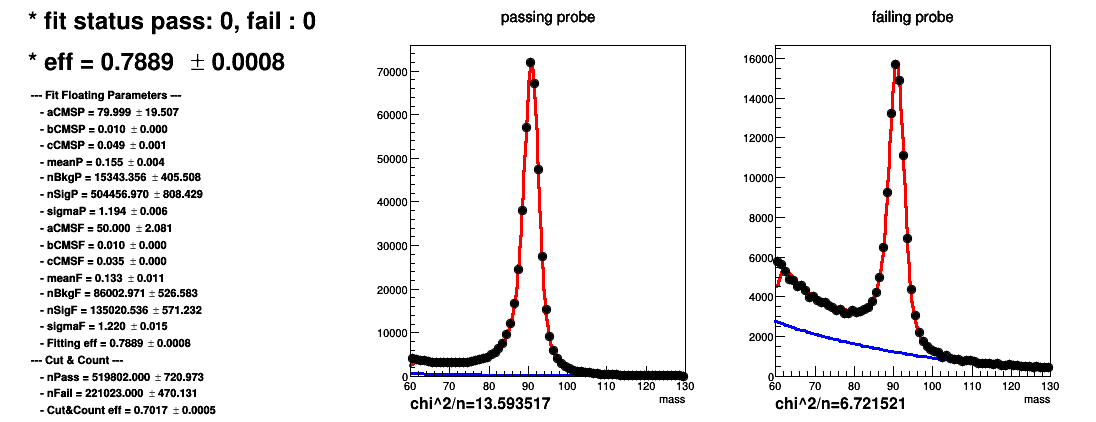 * fit status pass: 0, fail : 0
* eff = 0.7889 ± 0.0008
--- Fit Floating Parameters ---
- aCMSP = 79.999 ± 19.507
- bCMSP = 0.010 ± 0.000
- cCMSP = 0.049 ± 0.001
- meanP = 0.155 ± 0.004
- nBkgP = 15343.356 ± 405.508
- nSigP = 504456.970 ± 808.429
- sigmaP = 1.194 ± 0.006
- aCMSF = 50.000 ± 2.081
- bCMSF = 0.010 ± 0.000
- cCMSF = 0.035 ± 0.000
- meanF = 0.133 ± 0.011
- nBkgF = 86002.971 ± 526.583
- nSigF = 135020.536 ± 571.232
- sigmaF = 1.220 ± 0.015
- Fitting eff = 0.7889 ± 0.0008
--- Cut & Count ---
- nPass = 519802.000 ± 720.973
- nFail = 221023.000 ± 470.131
- Cut&Count eff = 0.7017 ± 0.0005
passing probe
70000
60000
50000
40000
30000
20000
10000
0
60 70 80 90 100 110 120 130
mass
chi^2/n=13.593517
failing probe
16000
14000
12000
10000
8000
6000
4000
2000
0
60 70 80 90 100 110 120 130
mass
chi^2/n=6.721521